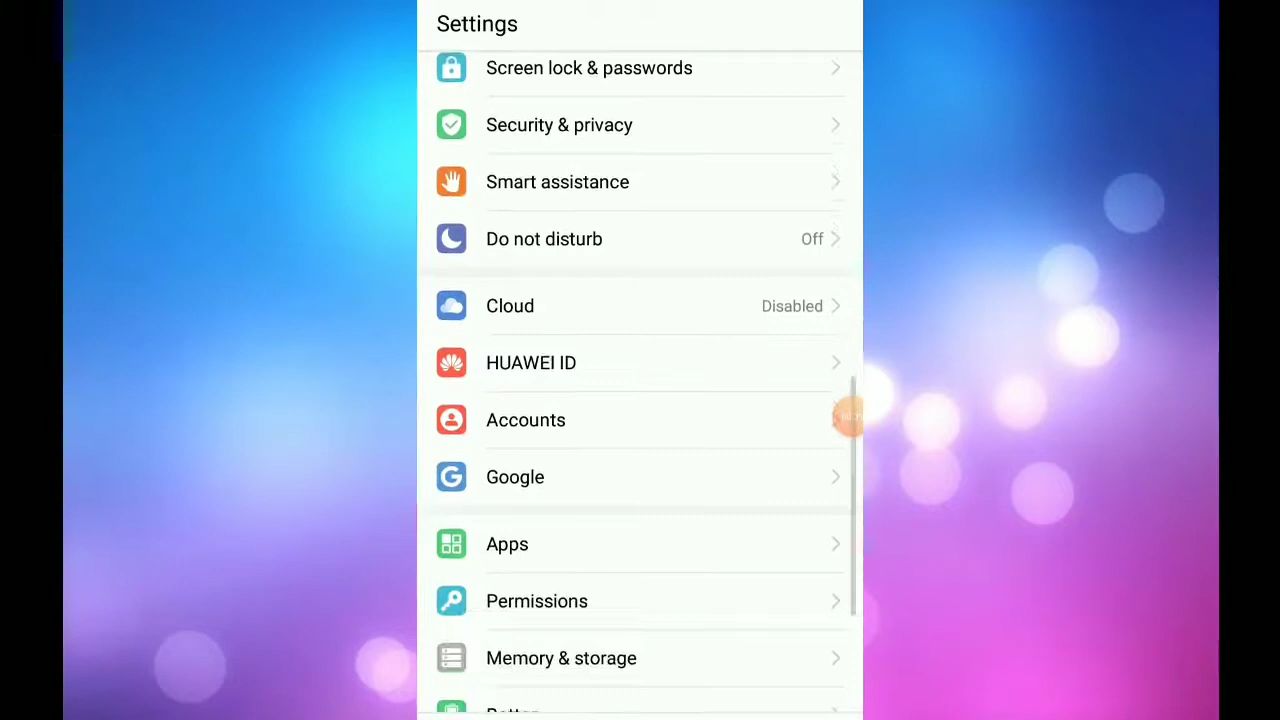 Settings
Screen lock & passwords
Security & privacy
Smart assistance
Do not disturb Off
Cloud Disabled
HUAWEI ID
Accounts
Google
Apps
Permissions
Memory & storage